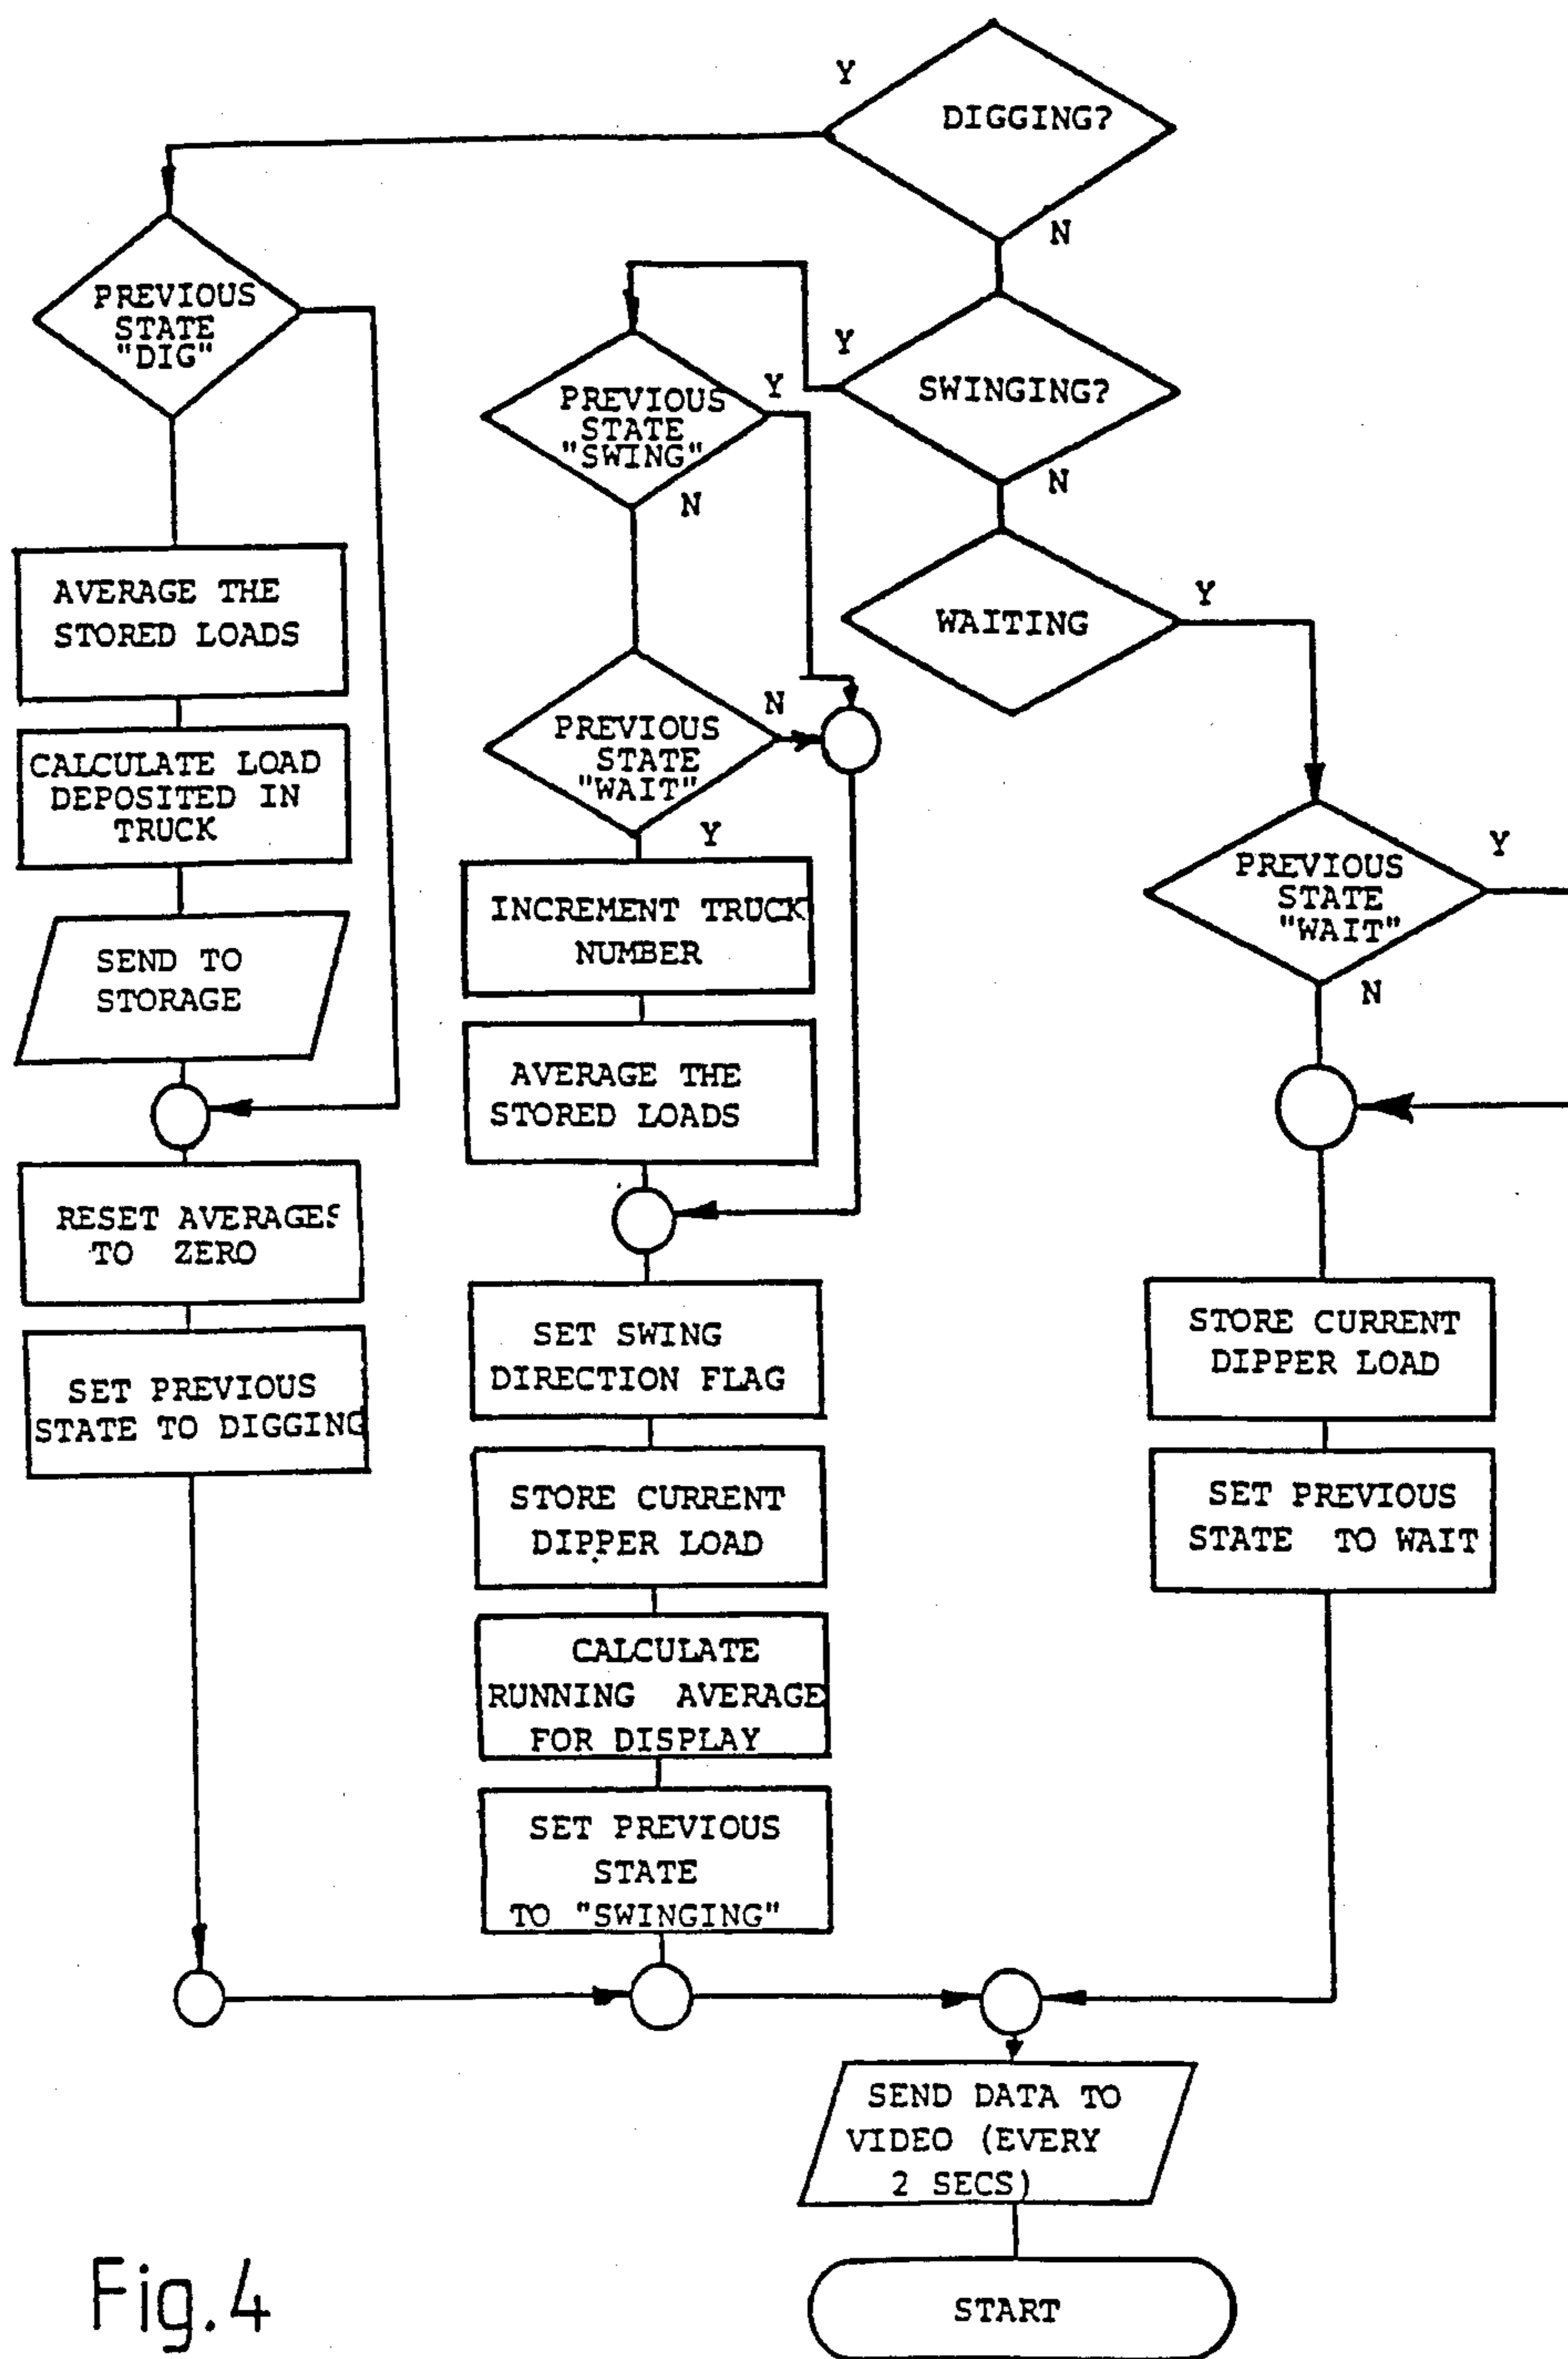 Y
DIGGING?
N
PREVIOUS
STATE
"DIG"
AVERAGE THE
STORED LOADS
CALCULATE LOAD
DEPOSITED IN
TRUCK
SEND TO
STORAGE
RESET AVERAGES
TO ZERO
SET PREVIOUS
STATE TO DIGGING
Y
SWINGING?
N
PREVIOUS
STATE
"SWING"
Y
N
PREVIOUS
STATE
"WAIT"
N
Y
INCREMENT TRUCK
NUMBER
AVERAGE THE
STORED LOADS
SET SWING
DIRECTION FLAG
STORE CURRENT
DIPPER LOAD
CALCULATE
RUNNING AVERAGE
FOR DISPLAY
SET PREVIOUS
STATE
TO "SWINGING"
WAITING
Y
PREVIOUS
STATE
"WAIT"
Y
N
STORE CURRENT
DIPPER LOAD
SET PREVIOUS
STATE TO WAIT
SEND DATA TO
VIDEO (EVERY
2 SECS)
START
Fig.4